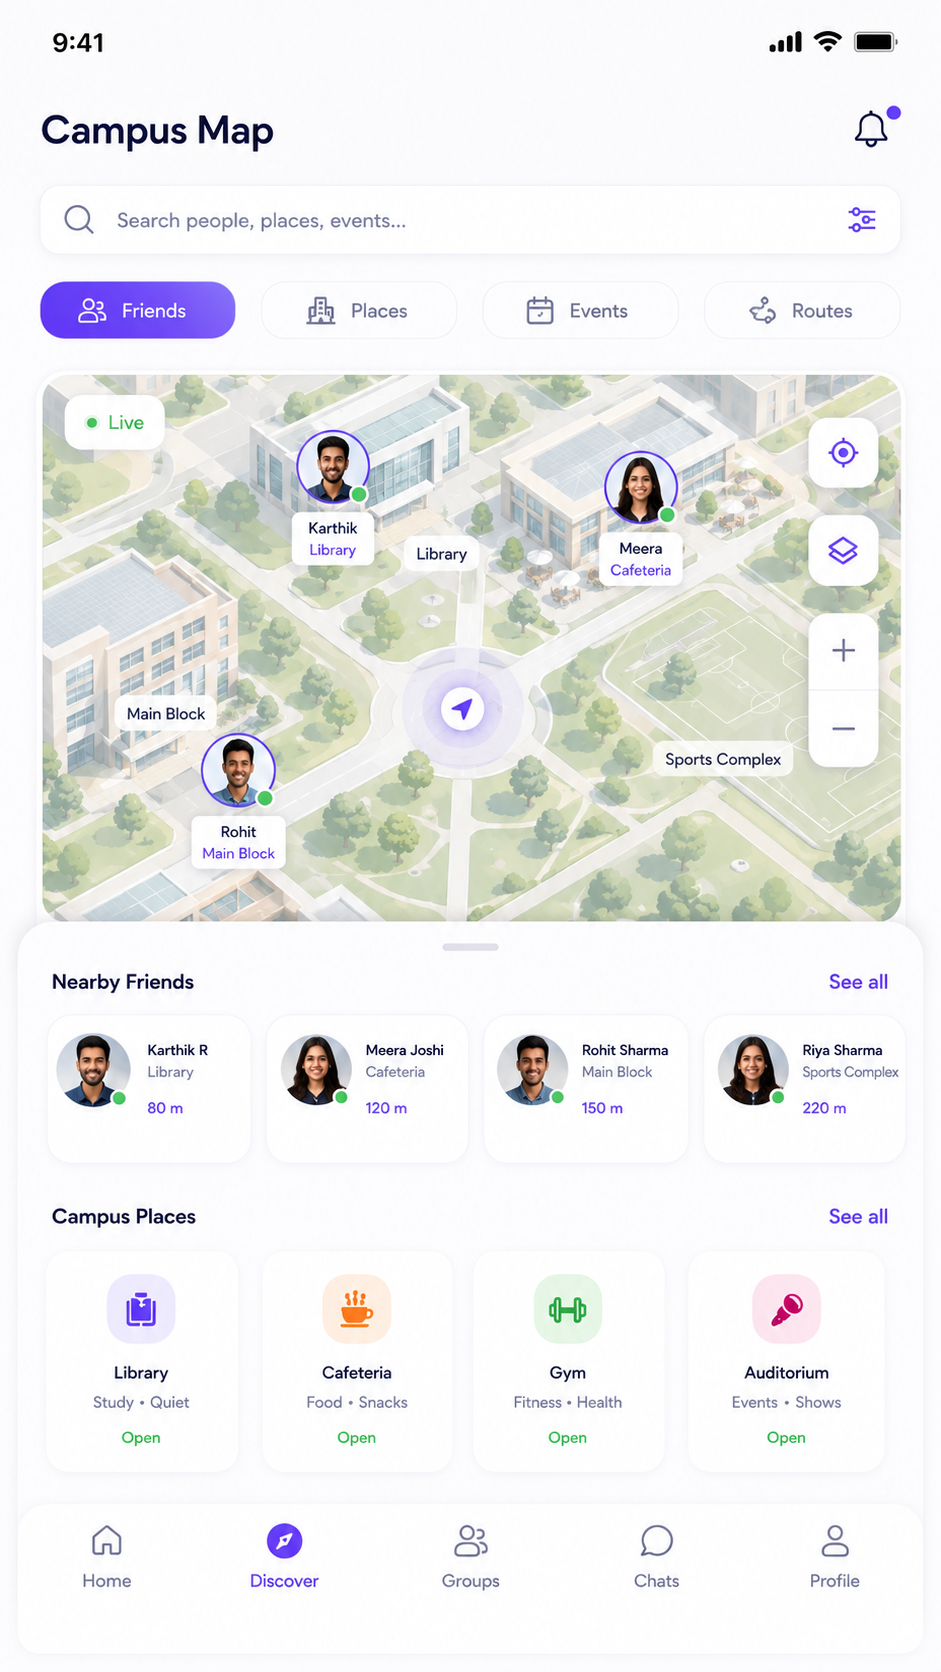 9:41
Campus Map
Search people, places, events...
Friends
Places
Events
Routes
Live
Karthik
Library
Library
Meera
Cafeteria
Main Block
Rohit
Main Block
Sports Complex
Nearby Friends
See all
Karthik R
Library
80 m
Meera Joshi
Cafeteria
120 m
Rohit Sharma
Main Block
150 m
Riya Sharma
Sports Complex
220 m
Campus Places
See all
Library
Study • Quiet
Open
Cafeteria
Food • Snacks
Open
Gym
Fitness • Health
Open
Auditorium
Events • Shows
Open
Home
Discover
Groups
Chats
Profile